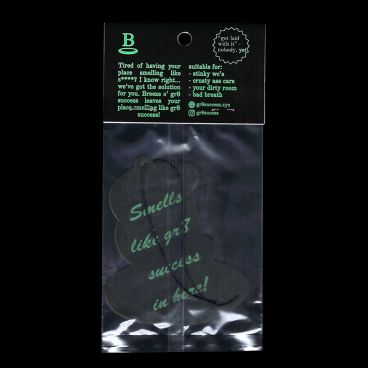 B
Tired of having your
place smelling like
s****? I know right...
we've got the solution
for you. Breeze o' gr8
success leaves your
place smelling like gr8
success!
"got laid
with it" -
nobody, yet
suitable for:
- stinky wc's
- crusty ass cars
- your dirty room
- bad breath
gr8success.xyz
gr8success
Smells
like gr8
success
in here!